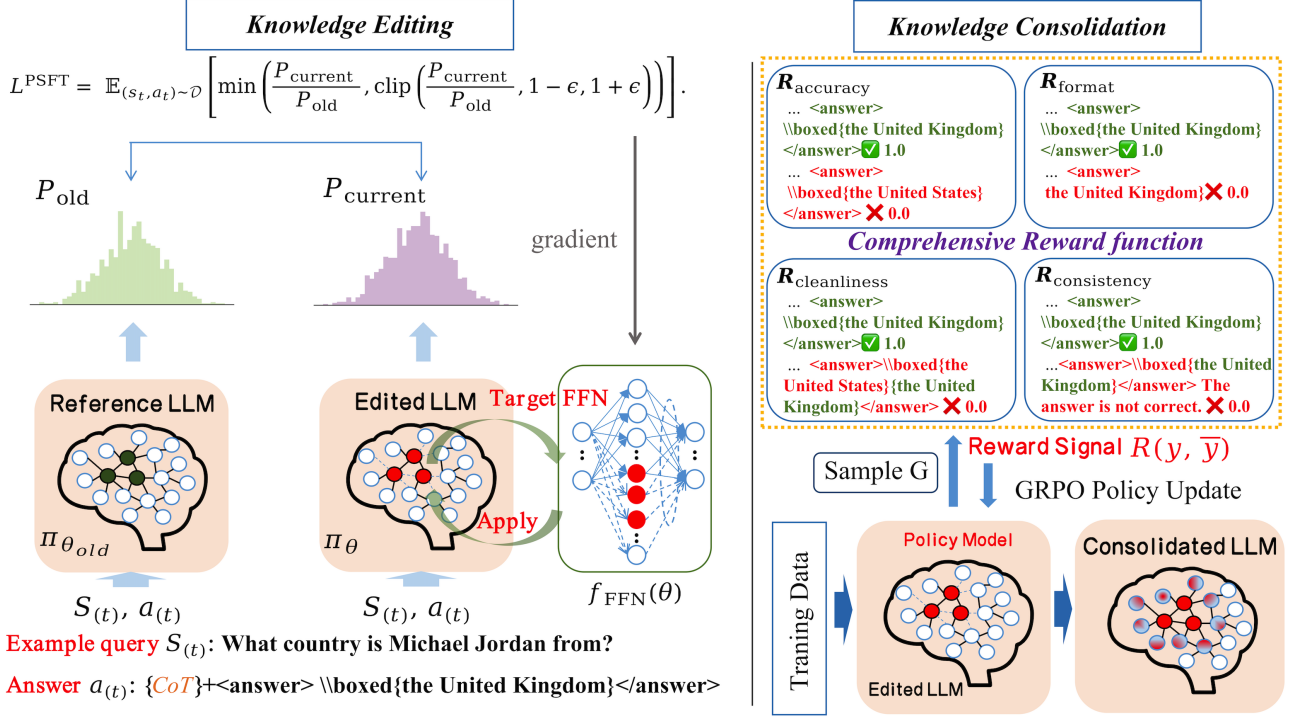 Knowledge Editing
L^PSFT = 𝔼_(s_t,a_t)∼𝒟 [min (P_current/P_old, clip (P_current/P_old, 1 − ϵ, 1 + ϵ))].
P_old
P_current
gradient
Reference LLM
π_θ_old
Edited LLM
π_θ
Target FFN
Apply
f_FFN(θ)
S_(t), a_(t)
S_(t), a_(t)
Example query S_(t): What country is Michael Jordan from?
Answer a_(t): {CoT}+<answer> \\boxed{the United Kingdom}</answer>
Knowledge Consolidation
R_accuracy
... <answer>
\\boxed{the United Kingdom}
</answer>✅ 1.0
... <answer>
\\boxed{the United States}
</answer> ❌ 0.0
R_format
... <answer>
\\boxed{the United Kingdom}
</answer>✅ 1.0
... <answer>
the United Kingdom}❌ 0.0
Comprehensive Reward function
R_cleanliness
... <answer>
\\boxed{the United Kingdom}
</answer>✅ 1.0
... <answer>\\boxed{the
United States}{the United
Kingdom}</answer> ❌ 0.0
R_consistency
... <answer>
\\boxed{the United Kingdom}
</answer>✅ 1.0
...<answer>\\boxed{the United
Kingdom}</answer> The
answer is not correct. ❌ 0.0
Sample G
Reward Signal R(y, y̅)
GRPO Policy Update
Training Data
Policy Model
Edited LLM
Consolidated LLM